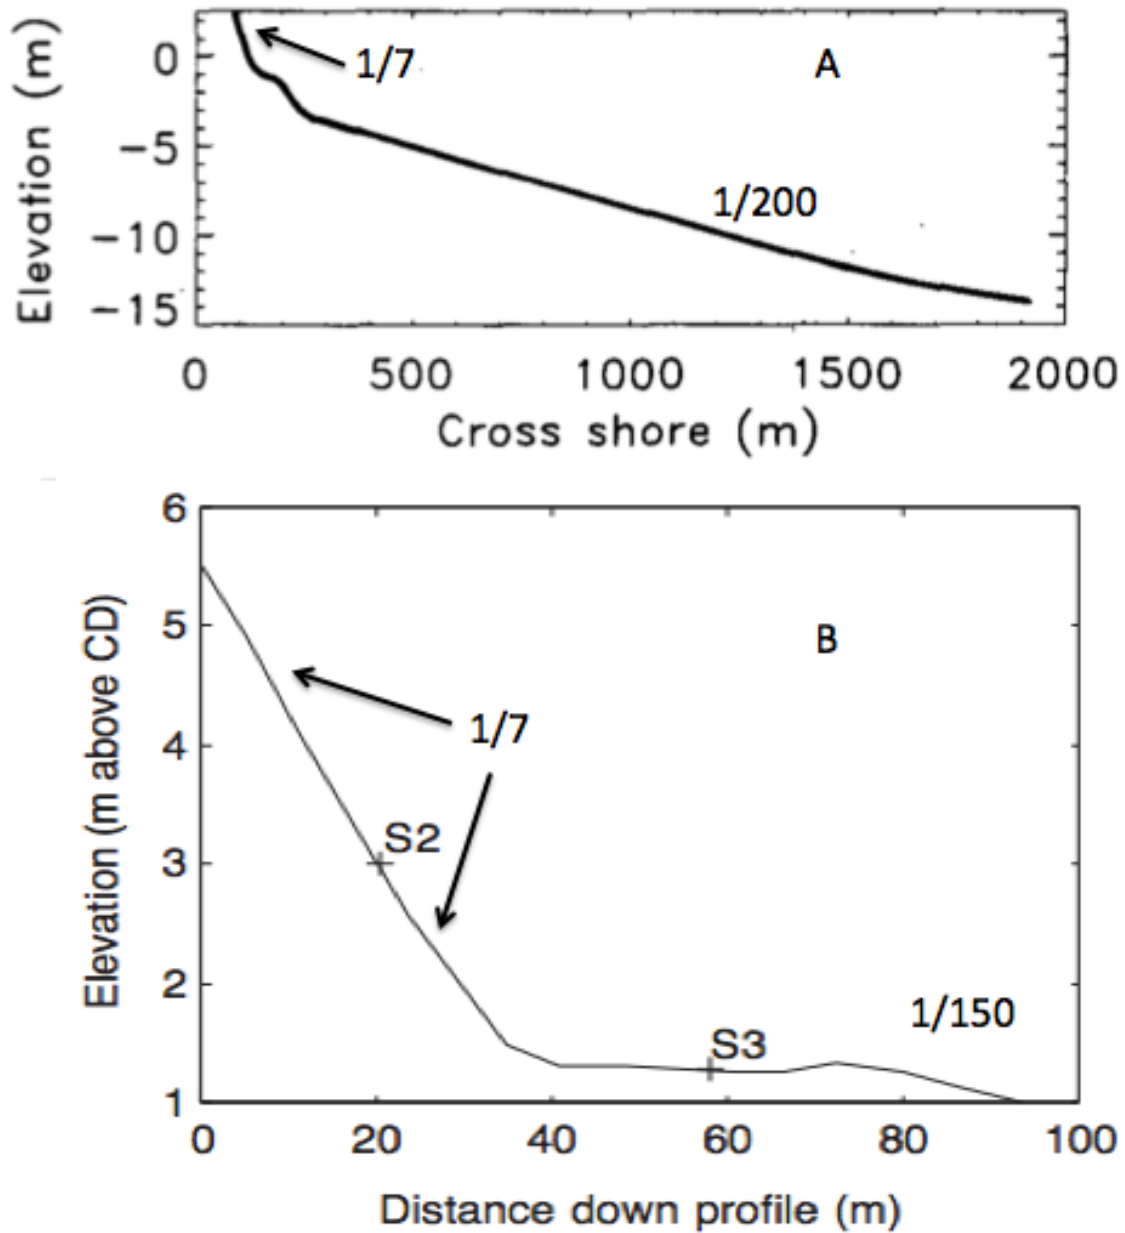 Elevation (m)
0
−5
−10
−15
1/7
A
1/200
0 500 1000 1500 2000
Cross shore (m)
Elevation (m above CD)
6
5
4
3
2
1
B
1/7
S2
S3
1/150
0 20 40 60 80 100
Distance down profile (m)